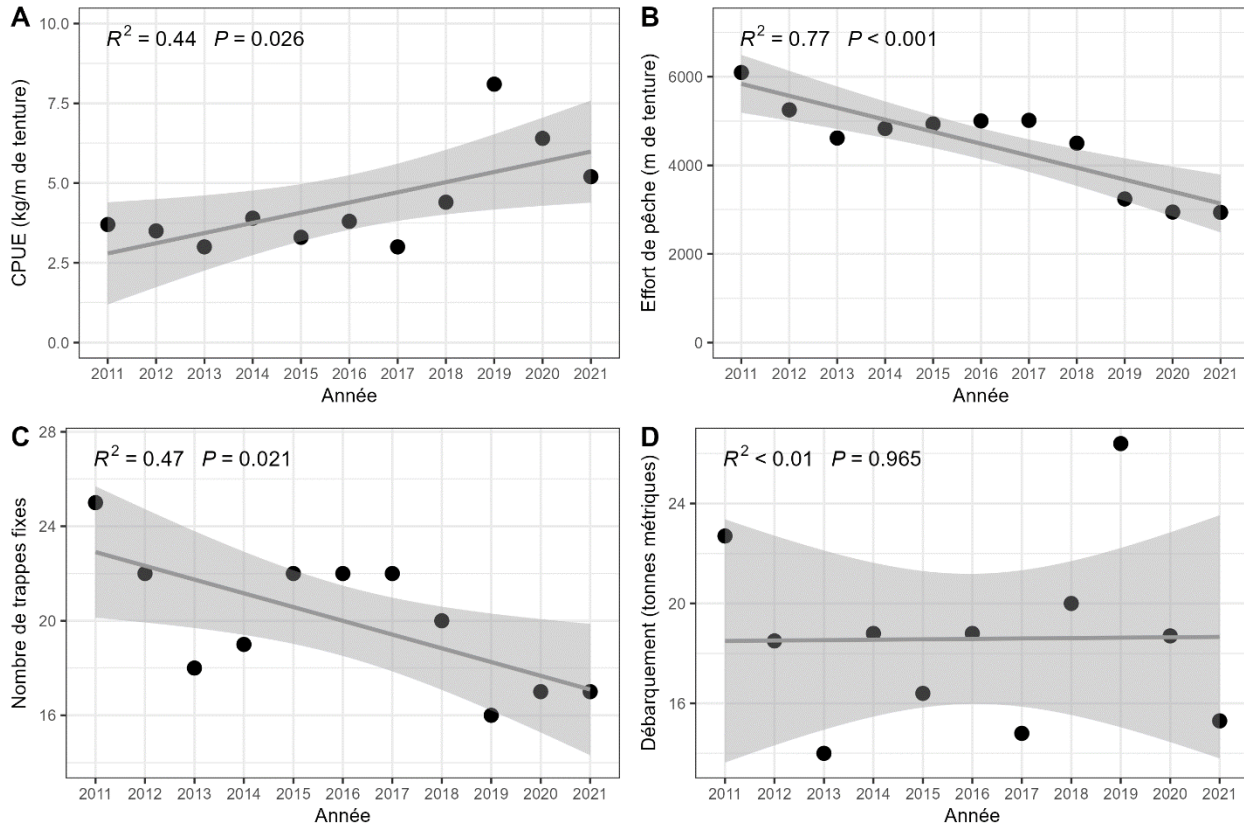 A
R² = 0.44 P = 0.026
CPUE (kg/m de tenture)
10.0
7.5
5.0
2.5
0.0
2011 2012 2013 2014 2015 2016 2017 2018 2019 2020 2021
Année
B
R² = 0.77 P < 0.001
Effort de pêche (m de tenture)
6000
4000
2000
0
2011 2012 2013 2014 2015 2016 2017 2018 2019 2020 2021
Année
C
R² = 0.47 P = 0.021
Nombre de trappes fixes
28
24
20
16
2011 2012 2013 2014 2015 2016 2017 2018 2019 2020 2021
Année
D
R² < 0.01 P = 0.965
Débarquement (tonnes métriques)
24
20
16
2011 2012 2013 2014 2015 2016 2017 2018 2019 2020 2021
Année